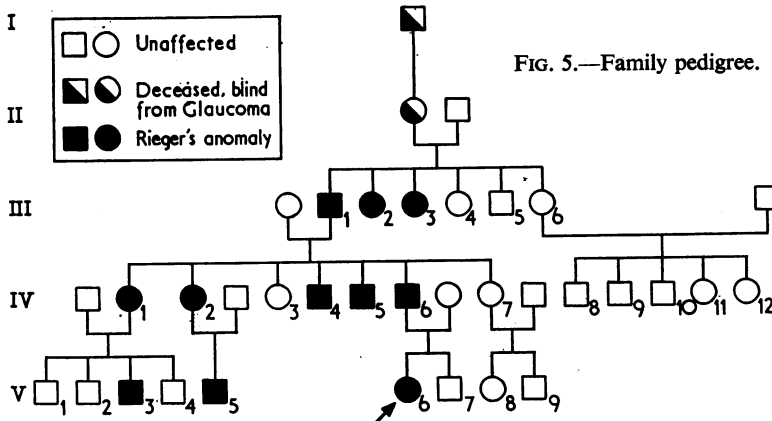 I
Unaffected
Deceased, blind
from Glaucoma
Rieger's anomaly
FIG. 5.—Family pedigree.
II
III
1 2 3 4 5 6
IV
1 2 3 4 5 6 7 8 9 10 11 12
V
1 2 3 4 5 6 7 8 9